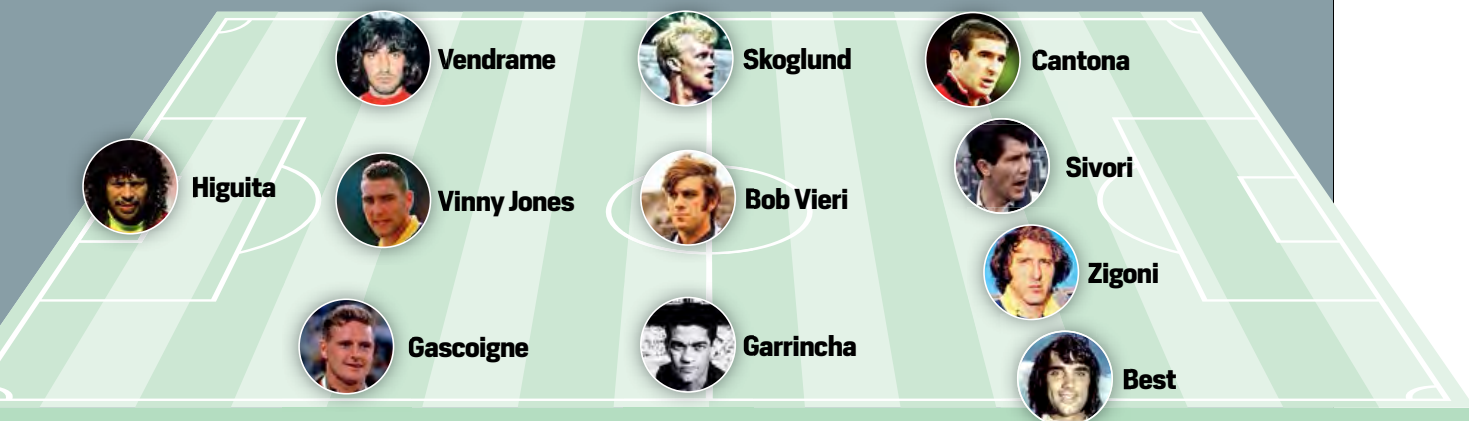 Vendrame
Skoglund
Cantona
Sivori
Higuita
Vinny Jones
Bob Vieri
Zigoni
Gascoigne
Garrincha
Best